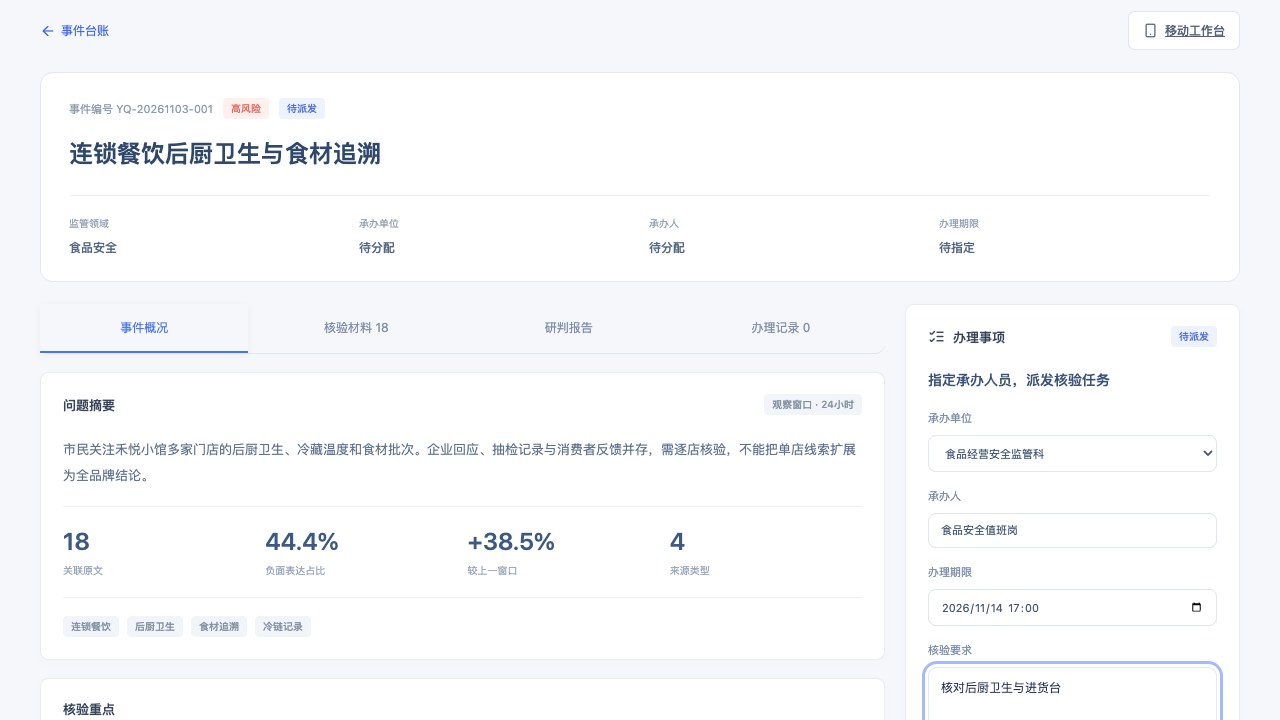 事件台账
移动工作台
事件编号 YQ-20261103-001 高风险 待派发
连锁餐饮后厨卫生与食材追溯
监管领域 承办单位 承办人 办理期限
食品安全 待分配 待分配 待指定
事件概况 核验材料 18 研判报告 办理记录 0
问题摘要
观察窗口 · 24小时
市民关注禾悦小馆多家门店的后厨卫生、冷藏温度和食材批次。企业回应、抽检记录与消费者反馈并存，需逐店核验，不能把单店线索扩展
为全品牌结论。
18 44.4% +38.5% 4
关联原文 负面表达占比 较上一窗口 来源类型
连锁餐饮 后厨卫生 食材追溯 冷链记录
核验重点
办理事项
待派发
指定承办人员，派发核验任务
承办单位
食品经营安全监管科
承办人
食品安全值班岗
办理期限
2026/11/14 17:00
核验要求
核对后厨卫生与进货台